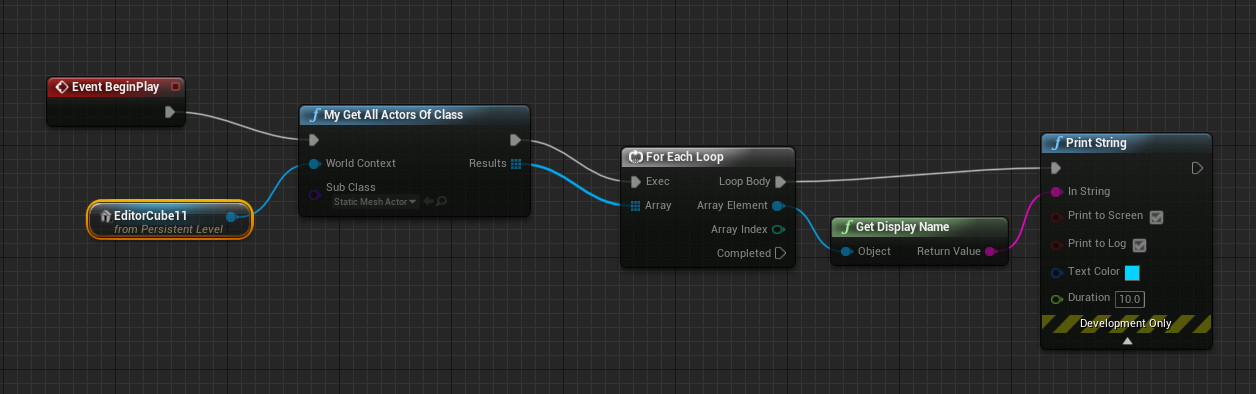 Event BeginPlay
My Get All Actors Of Class
World Context
Results
Sub Class
Static Mesh Actor
EditorCube11
from Persistent Level
For Each Loop
Exec
Loop Body
Array
Array Element
Array Index
Completed
Get Display Name
Object
Return Value
Print String
In String
Print to Screen
Print to Log
Text Color
Duration 10.0
Development Only